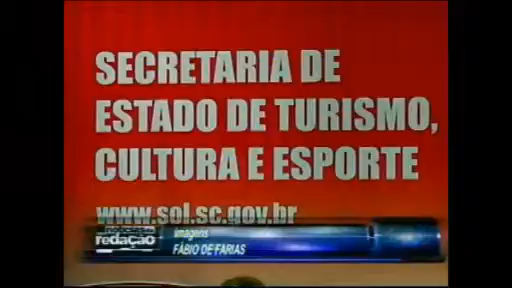 SECRETARIA DE
ESTADO DE TURISMO,
CULTURA E ESPORTE
www.sol.sc.gov.br
redação
imagens
FÁBIO DE FARIAS